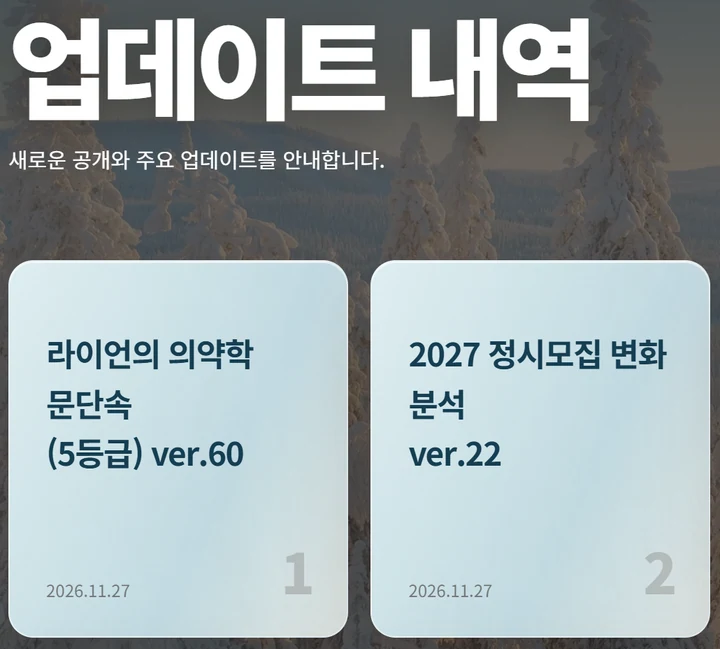 업데이트 내역
새로운 공개와 주요 업데이트를 안내합니다.
라이언의 의약학
문단속
(5등급) ver.60
2026.11.27
1
2027 정시모집 변화
분석
ver.22
2026.11.27
2